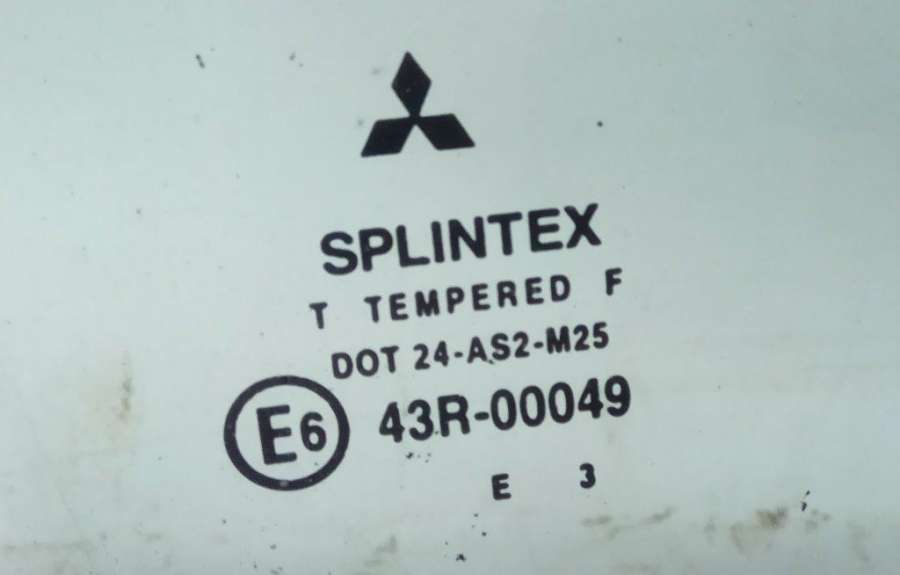 SPLINTEX
T TEMPERED F
DOT 24-AS2-M25
E6 43R-00049
E 3